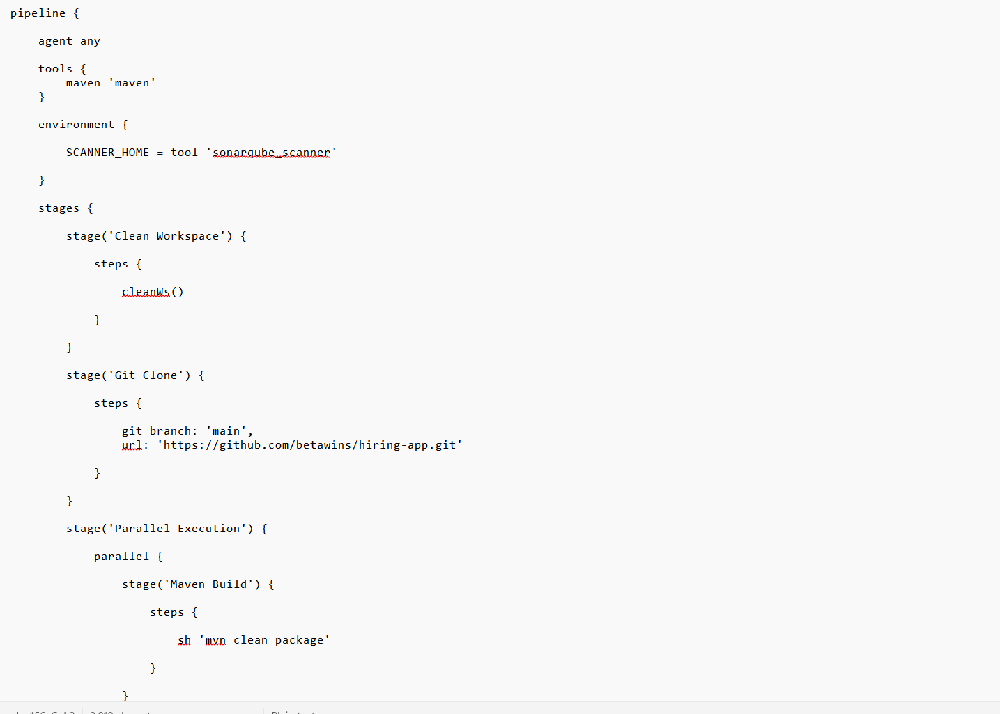 pipeline {
agent any
tools {
maven 'maven'
}
environment {
SCANNER_HOME = tool 'sonarqube_scanner'
}
stages {
stage('Clean Workspace') {
steps {
cleanWs()
}
}
stage('Git Clone') {
steps {
git branch: 'main',
url: 'https://github.com/betawins/hiring-app.git'
}
}
stage('Parallel Execution') {
parallel {
stage('Maven Build') {
steps {
sh 'mvn clean package'
}
}